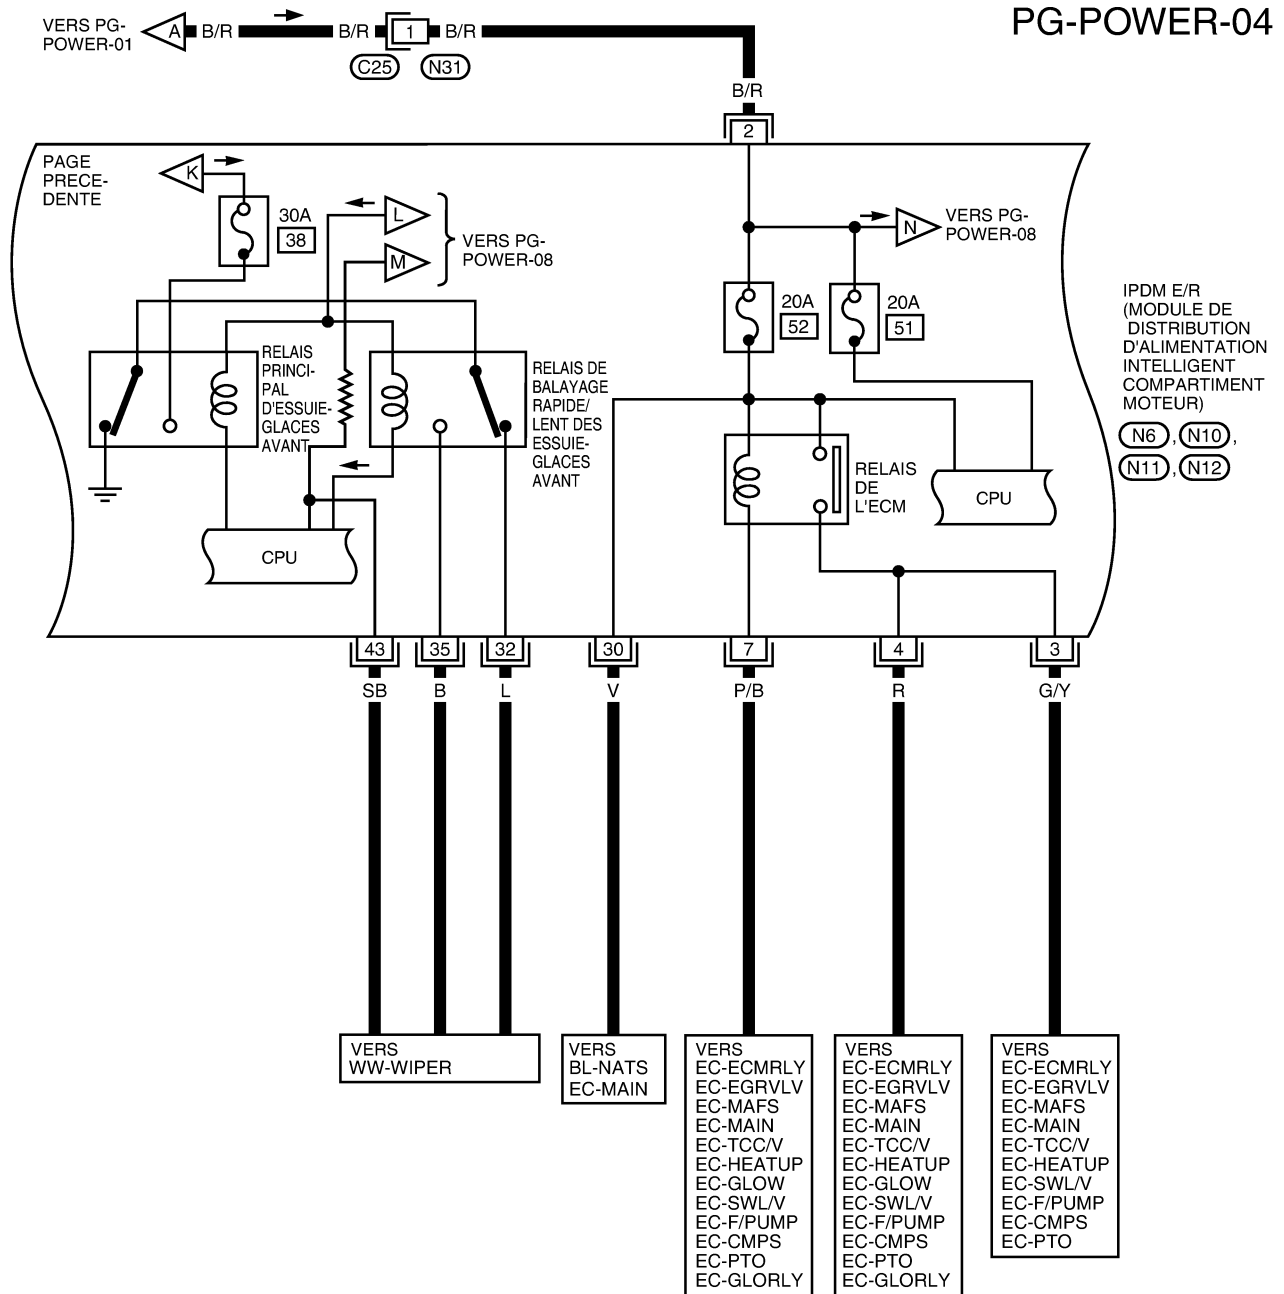 PG-POWER-04
VERS PG-
POWER-01
A
B/R
B/R
1
B/R
C25
N31
B/R
2
PAGE
PRECE-
DENTE
K
30A
38
L
M
VERS PG-
POWER-08
N
VERS PG-
POWER-08
20A
52
20A
51
IPDM E/R
(MODULE DE
DISTRIBUTION
D'ALIMENTATION
INTELLIGENT
COMPARTIMENT
MOTEUR)
N6 , N10 ,
N11 , N12
RELAIS
PRINCI-
PAL
D'ESSUIE-
GLACES
AVANT
RELAIS DE
BALAYAGE
RAPIDE/
LENT DES
ESSUIE-
GLACES
AVANT
RELAIS
DE
L'ECM
CPU
CPU
43
35
32
30
7
4
3
SB
B
L
V
P/B
R
G/Y
VERS
WW-WIPER
VERS
BL-NATS
EC-MAIN
VERS
EC-ECMRLY
EC-EGRVLV
EC-MAFS
EC-MAIN
EC-TCC/V
EC-HEATUP
EC-GLOW
EC-SWL/V
EC-F/PUMP
EC-CMPS
EC-PTO
EC-GLORLY
VERS
EC-ECMRLY
EC-EGRVLV
EC-MAFS
EC-MAIN
EC-TCC/V
EC-HEATUP
EC-GLOW
EC-SWL/V
EC-F/PUMP
EC-CMPS
EC-PTO
EC-GLORLY
VERS
EC-ECMRLY
EC-EGRVLV
EC-MAFS
EC-MAIN
EC-TCC/V
EC-HEATUP
EC-SWL/V
EC-F/PUMP
EC-CMPS
EC-PTO